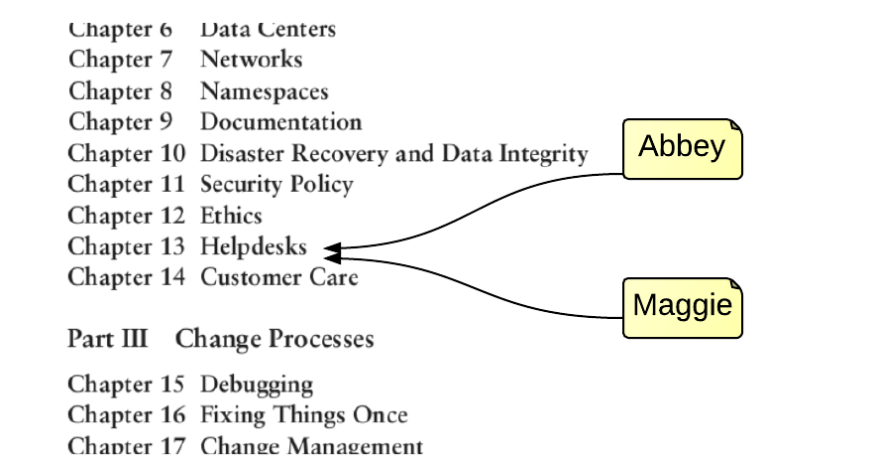 Chapter 6 Data Centers
Chapter 7 Networks
Chapter 8 Namespaces
Chapter 9 Documentation
Chapter 10 Disaster Recovery and Data Integrity
Chapter 11 Security Policy
Chapter 12 Ethics
Chapter 13 Helpdesks
Chapter 14 Customer Care
Part III Change Processes
Chapter 15 Debugging
Chapter 16 Fixing Things Once
Chapter 17 Change Management
Abbey
Maggie